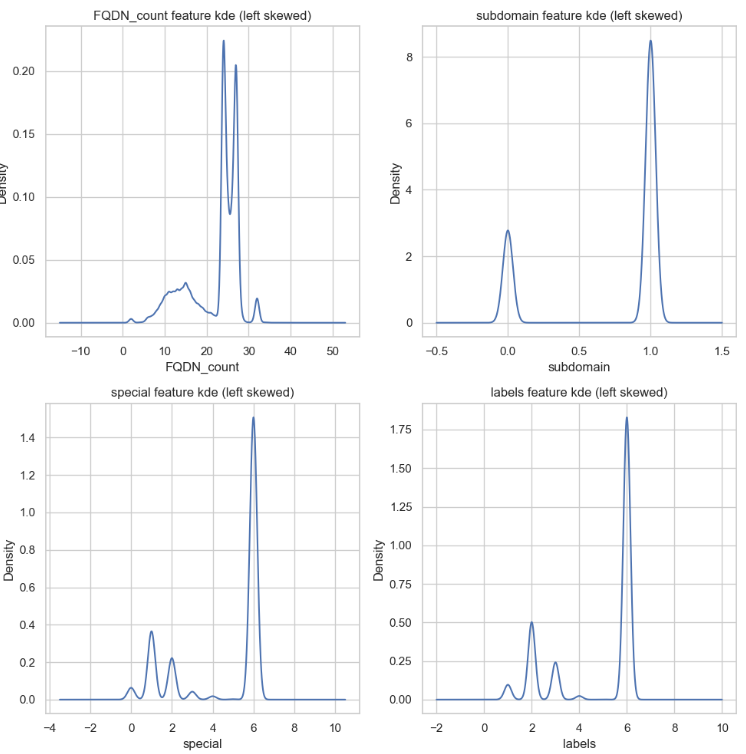 FQDN_count feature kde (left skewed)
0.20
0.15
0.10
0.05
0.00
Density
−10 0 10 20 30 40 50
FQDN_count
subdomain feature kde (left skewed)
8
6
4
2
0
Density
−0.5 0.0 0.5 1.0 1.5
subdomain
special feature kde (left skewed)
1.4
1.2
1.0
0.8
0.6
0.4
0.2
0.0
Density
−4 −2 0 2 4 6 8 10
special
labels feature kde (left skewed)
1.75
1.50
1.25
1.00
0.75
0.50
0.25
0.00
Density
−2 0 2 4 6 8 10
labels